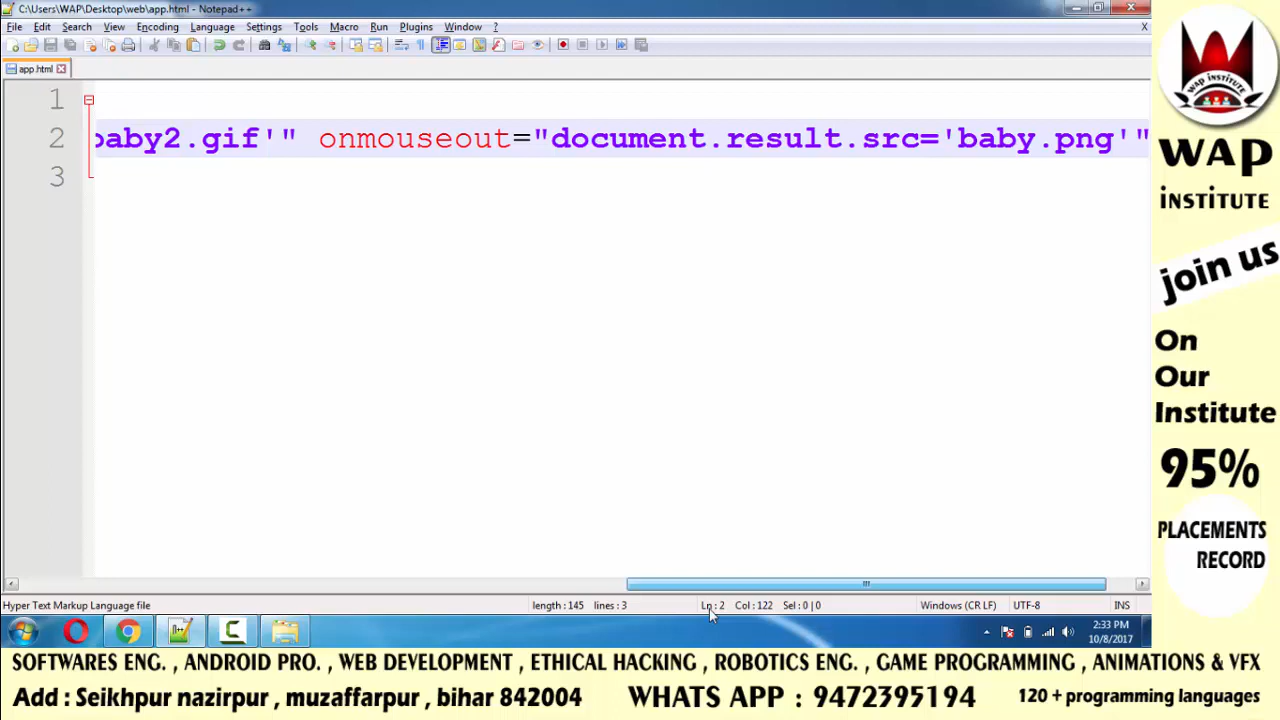 C:\Users\WAP\Desktop\web\app.html - Notepad++
File Edit Search View Encoding Language Settings Tools Macro Run Plugins Window ? X
app.html
1
2 baby2.gif'" onmouseout="document.result.src='baby.png'"
3
Hyper Text Markup Language file length : 145 lines : 3 Ln : 2 Col : 122 Sel : 0 | 0 Windows (CR LF) UTF-8 INS
2:33 PM
10/8/2017
WAP INSTITUTE
WAP
INSTITUTE
join us
On
Our
Institute
95%
PLACEMENTS
RECORD
SOFTWARES ENG. , ANDROID PRO. , WEB DEVELOPMENT , ETHICAL HACKING , ROBOTICS ENG. , GAME PROGRAMMING , ANIMATIONS & VFX
Add : Seikhpur nazirpur , muzaffarpur , bihar 842004 WHATS APP : 9472395194 120 + programming languages